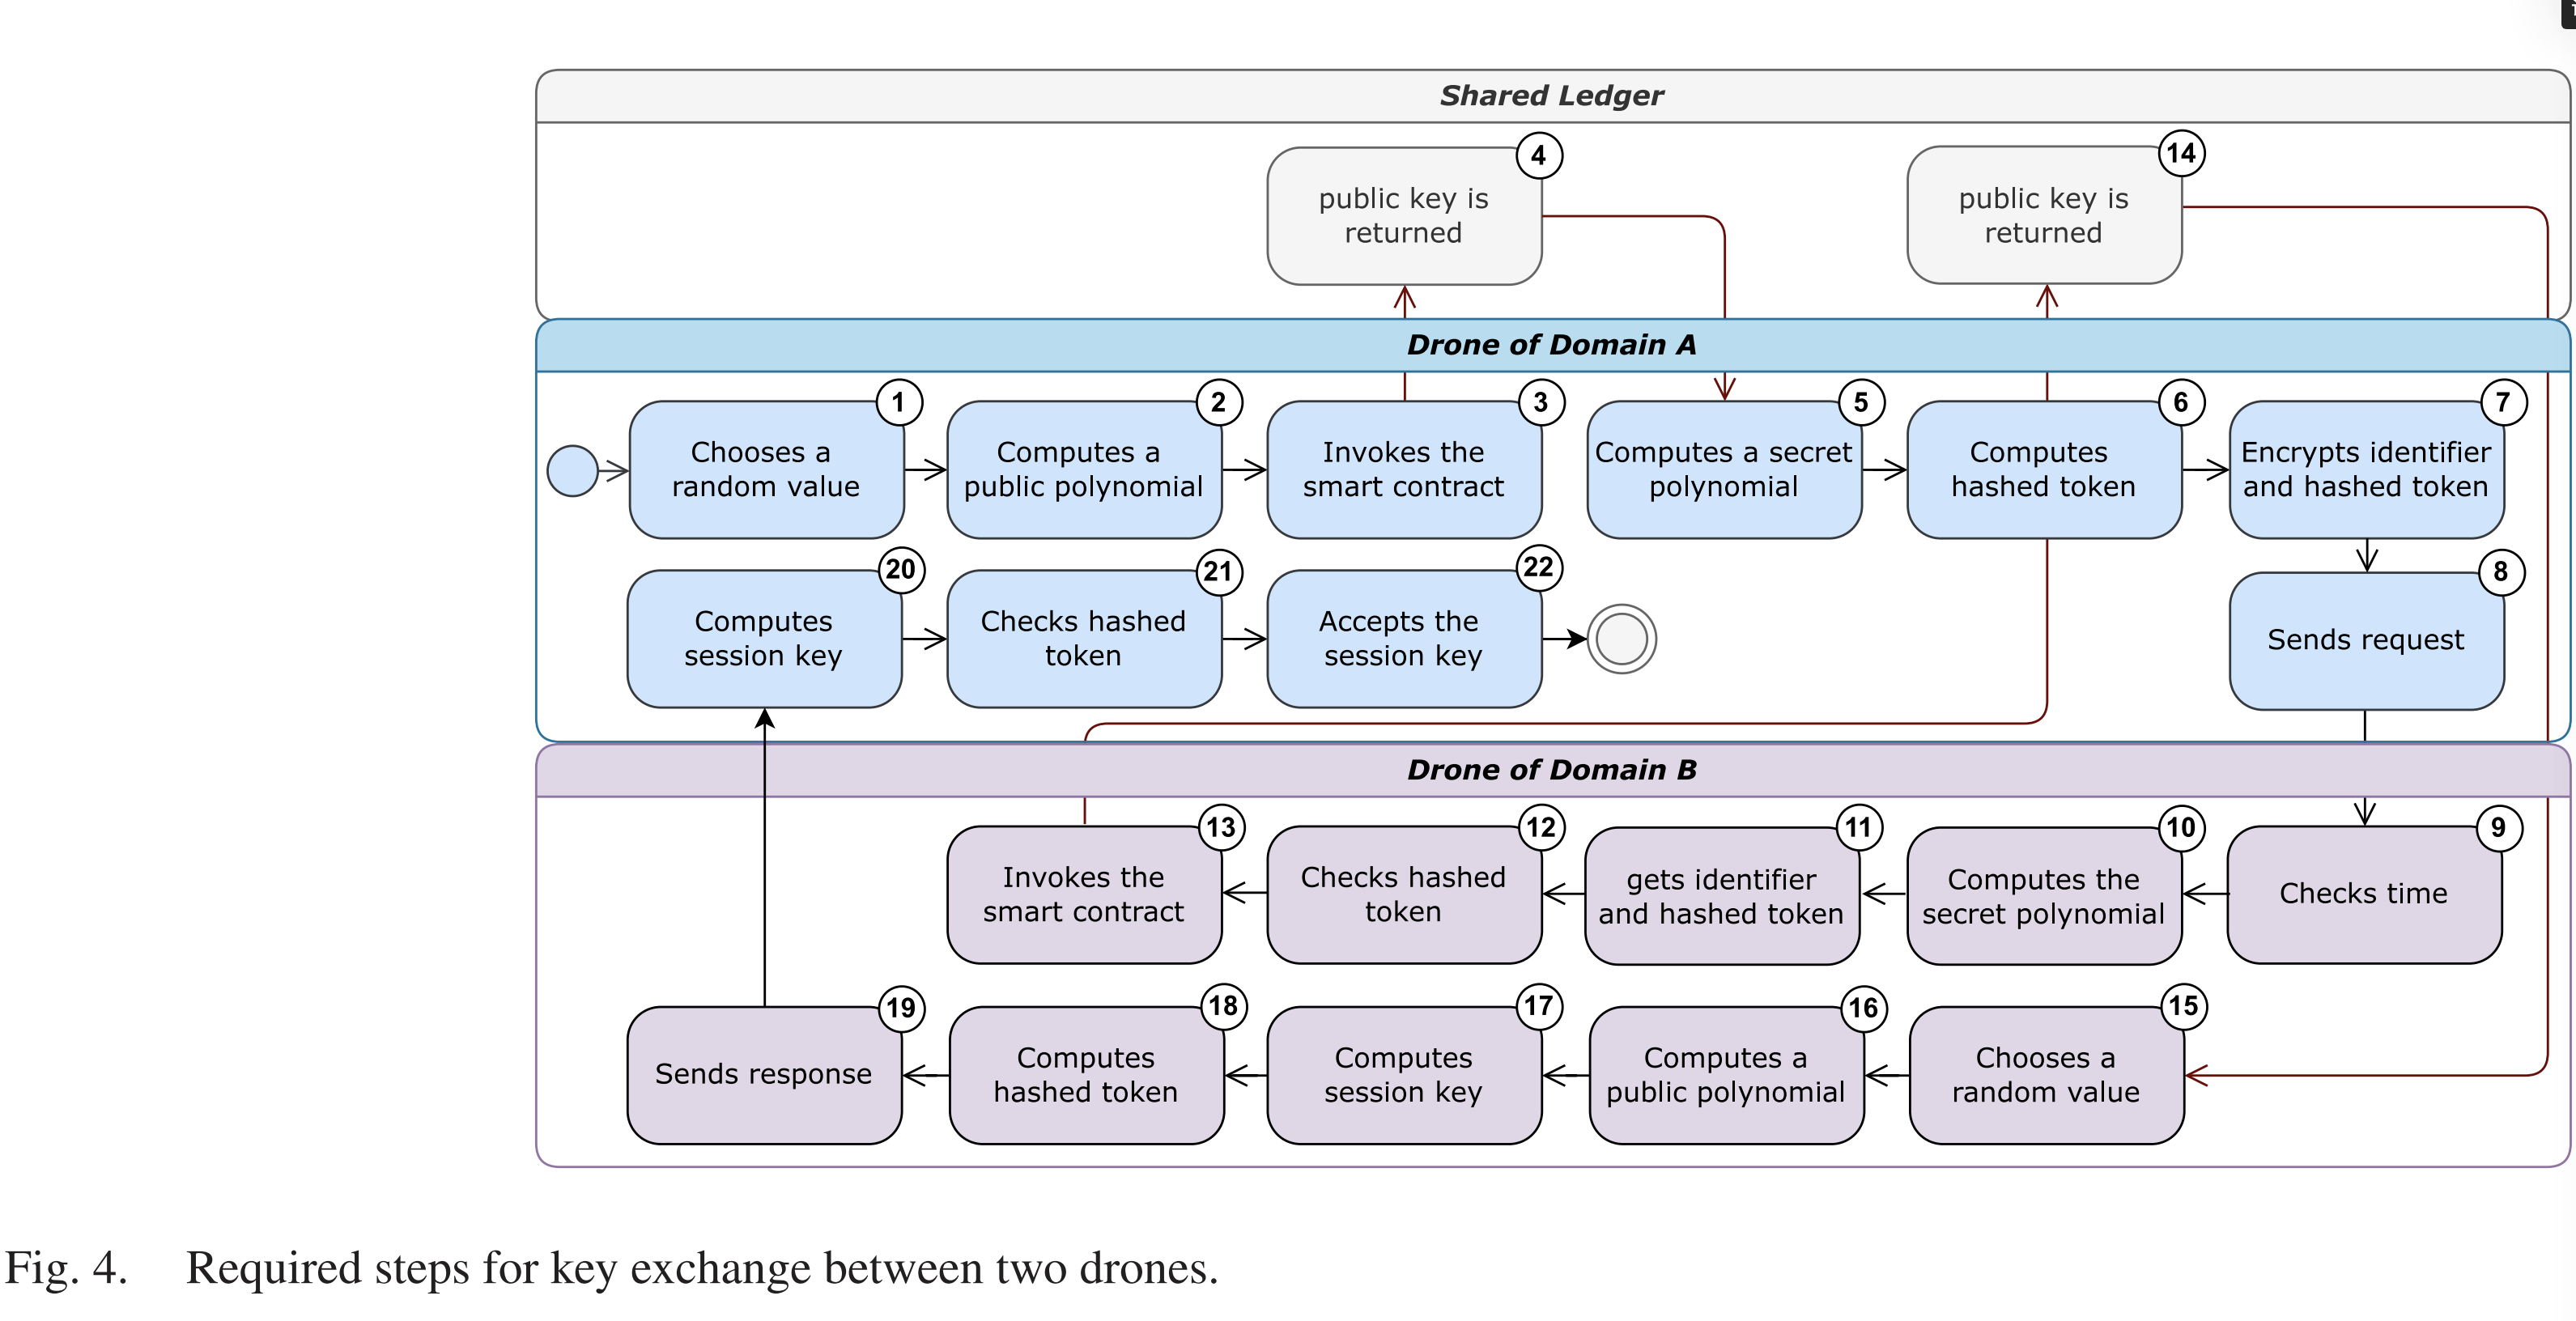 Shared Ledger
4
public key is
returned
14
public key is
returned
Drone of Domain A
1
Chooses a
random value
2
Computes a
public polynomial
3
Invokes the
smart contract
5
Computes a secret
polynomial
6
Computes
hashed token
7
Encrypts identifier
and hashed token
20
Computes
session key
21
Checks hashed
token
22
Accepts the
session key
8
Sends request
Drone of Domain B
13
Invokes the
smart contract
12
Checks hashed
token
11
gets identifier
and hashed token
10
Computes the
secret polynomial
9
Checks time
19
Sends response
18
Computes
hashed token
17
Computes
session key
16
Computes a
public polynomial
15
Chooses a
random value
Fig. 4. Required steps for key exchange between two drones.